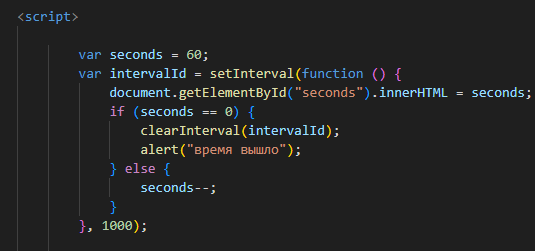 <script>
var seconds = 60;
var intervalId = setInterval(function () {
document.getElementById("seconds").innerHTML = seconds;
if (seconds == 0) {
clearInterval(intervalId);
alert("время вышло");
} else {
seconds--;
}
}, 1000);